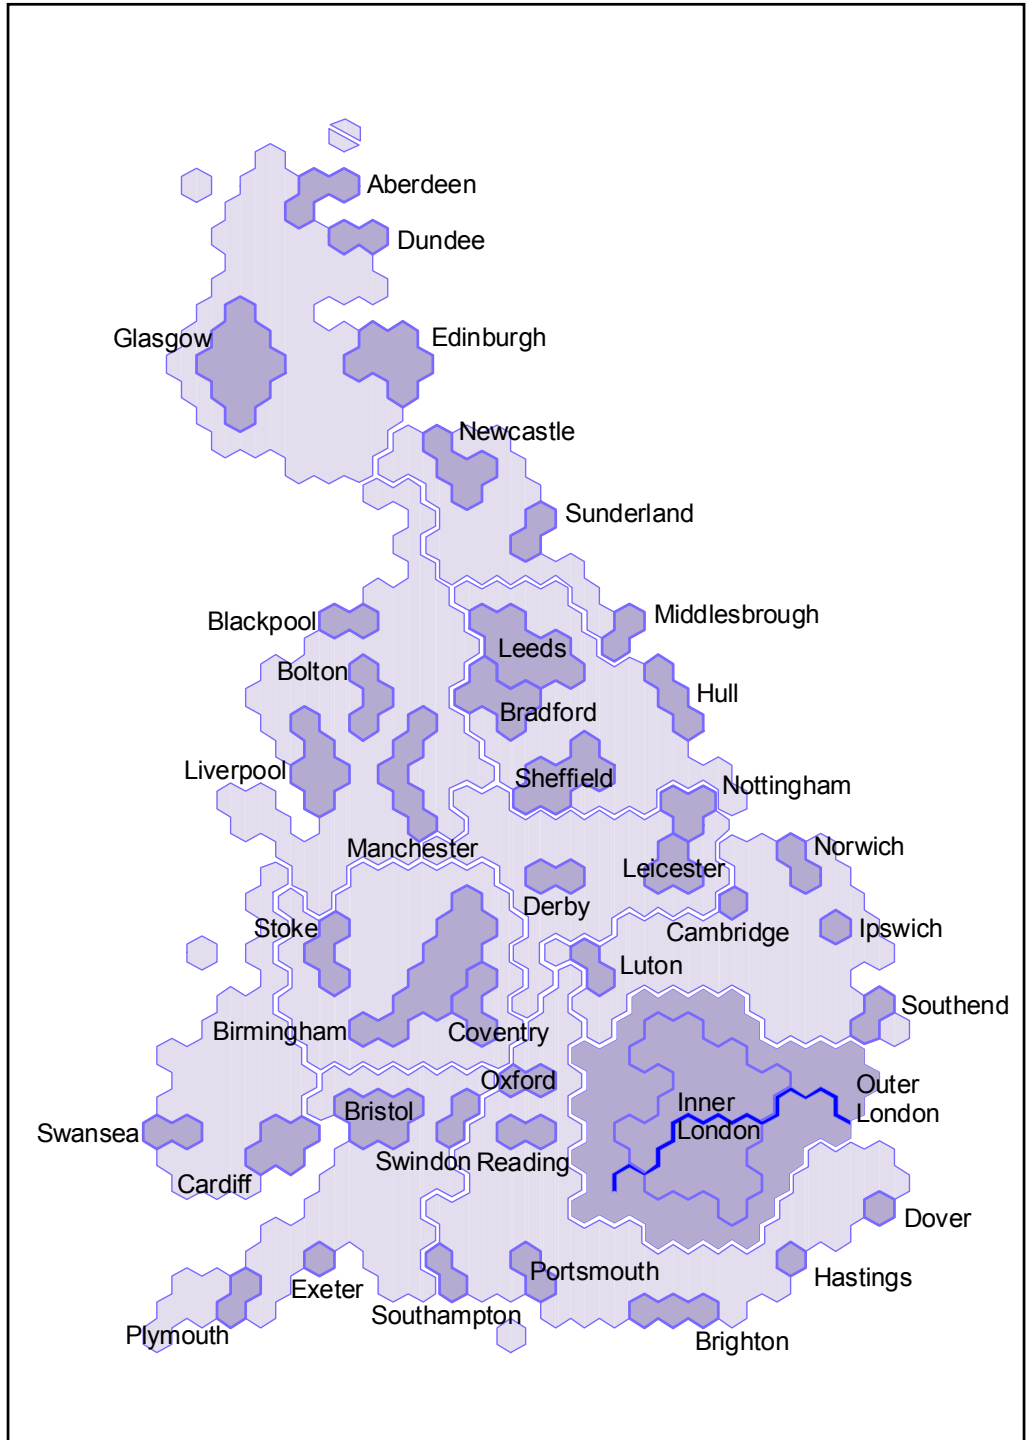 Aberdeen
Dundee
Glasgow
Edinburgh
Newcastle
Sunderland
Blackpool
Middlesbrough
Leeds
Bolton
Hull
Bradford
Liverpool
Sheffield
Nottingham
Manchester
Norwich
Leicester
Derby
Stoke
Cambridge
Ipswich
Luton
Southend
Birmingham
Coventry
Oxford
Outer
London
Inner
London
Bristol
Swansea
Swindon
Reading
Cardiff
Dover
Portsmouth
Hastings
Exeter
Southampton
Plymouth
Brighton